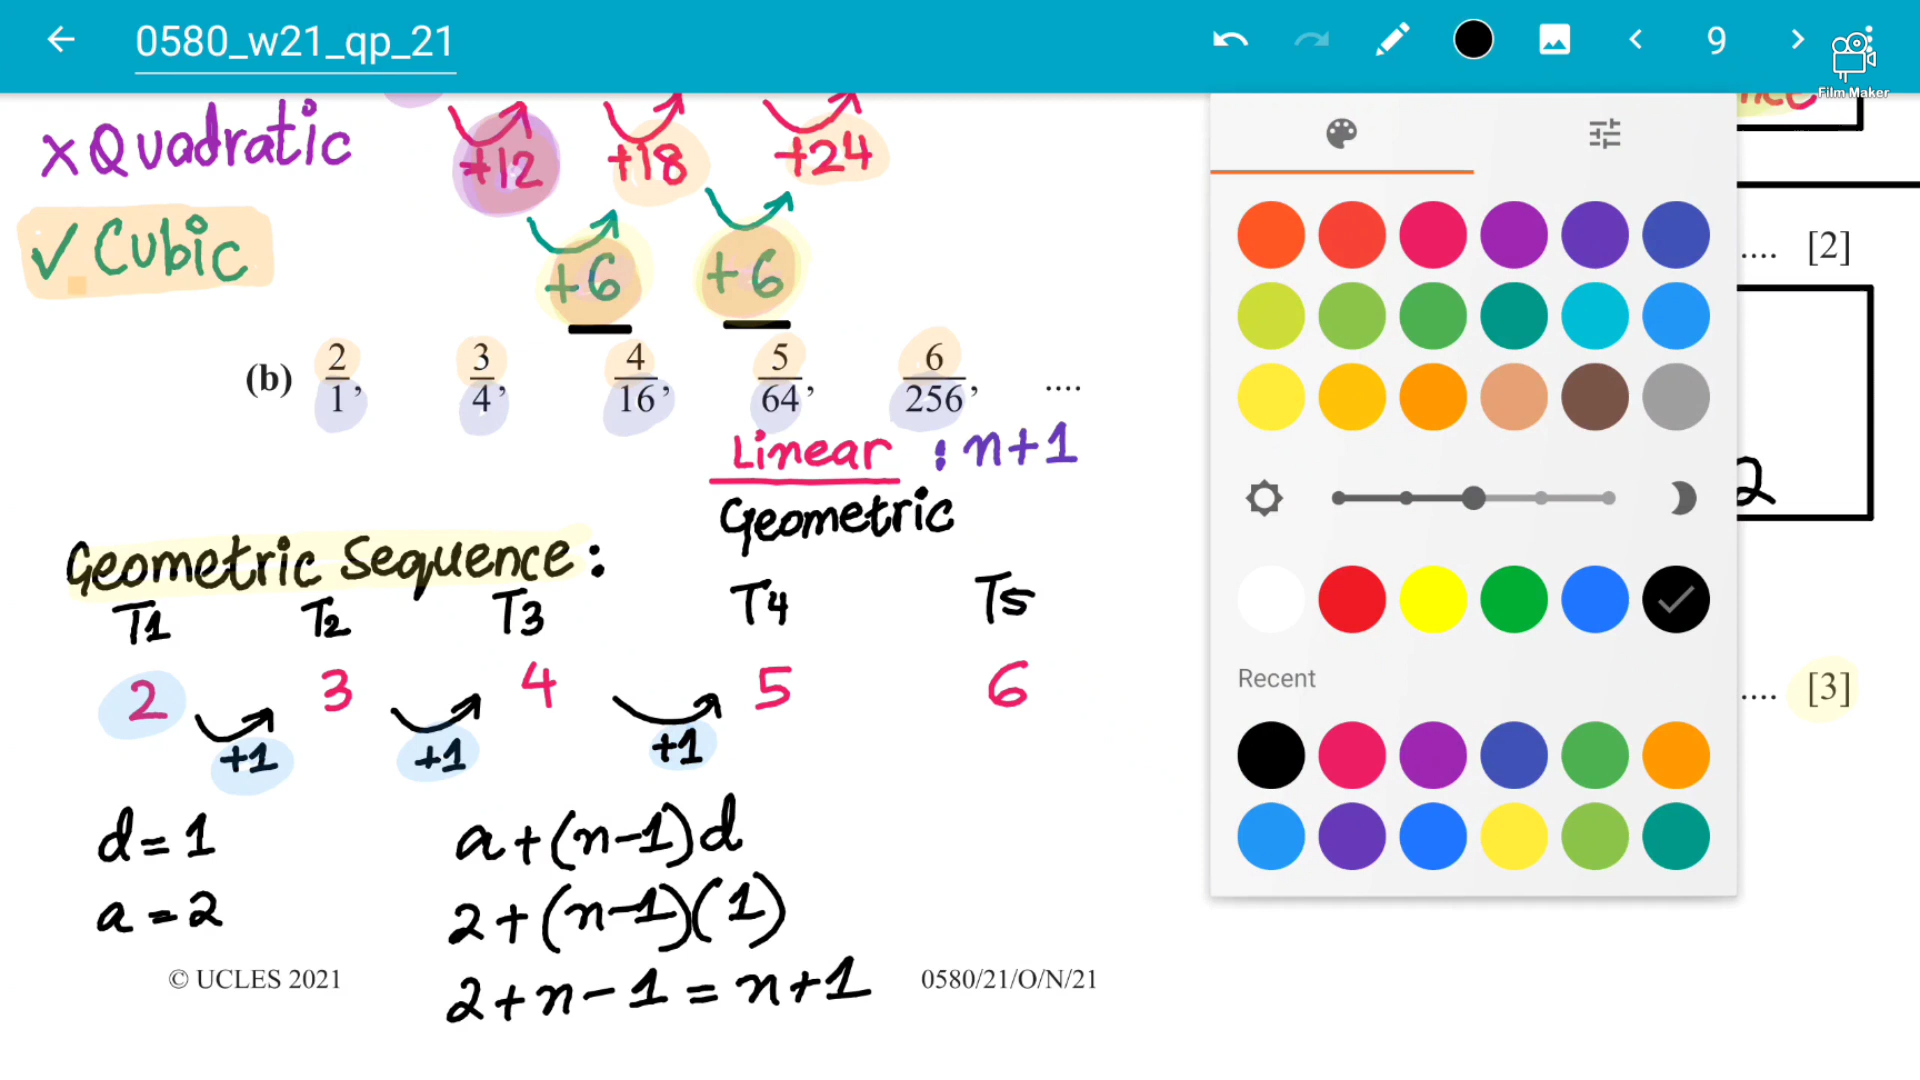 0580_w21_qp_21
9
Film Maker
x Quadratic
+12 +18 +24
✓ Cubic
+6 +6
.... [2]
(b) 2/1, 3/4, 4/16, 5/64, 6/256, ....
Linear : n+1
Geometric
2
Geometric Sequence:
T1 T2 T3 T4 T5
2 3 4 5 6
+1 +1 +1
Recent
.... [3]
d = 1
a + (n-1)d
a = 2
2 + (n-1)(1)
2 + n - 1 = n+1
© UCLES 2021
0580/21/O/N/21